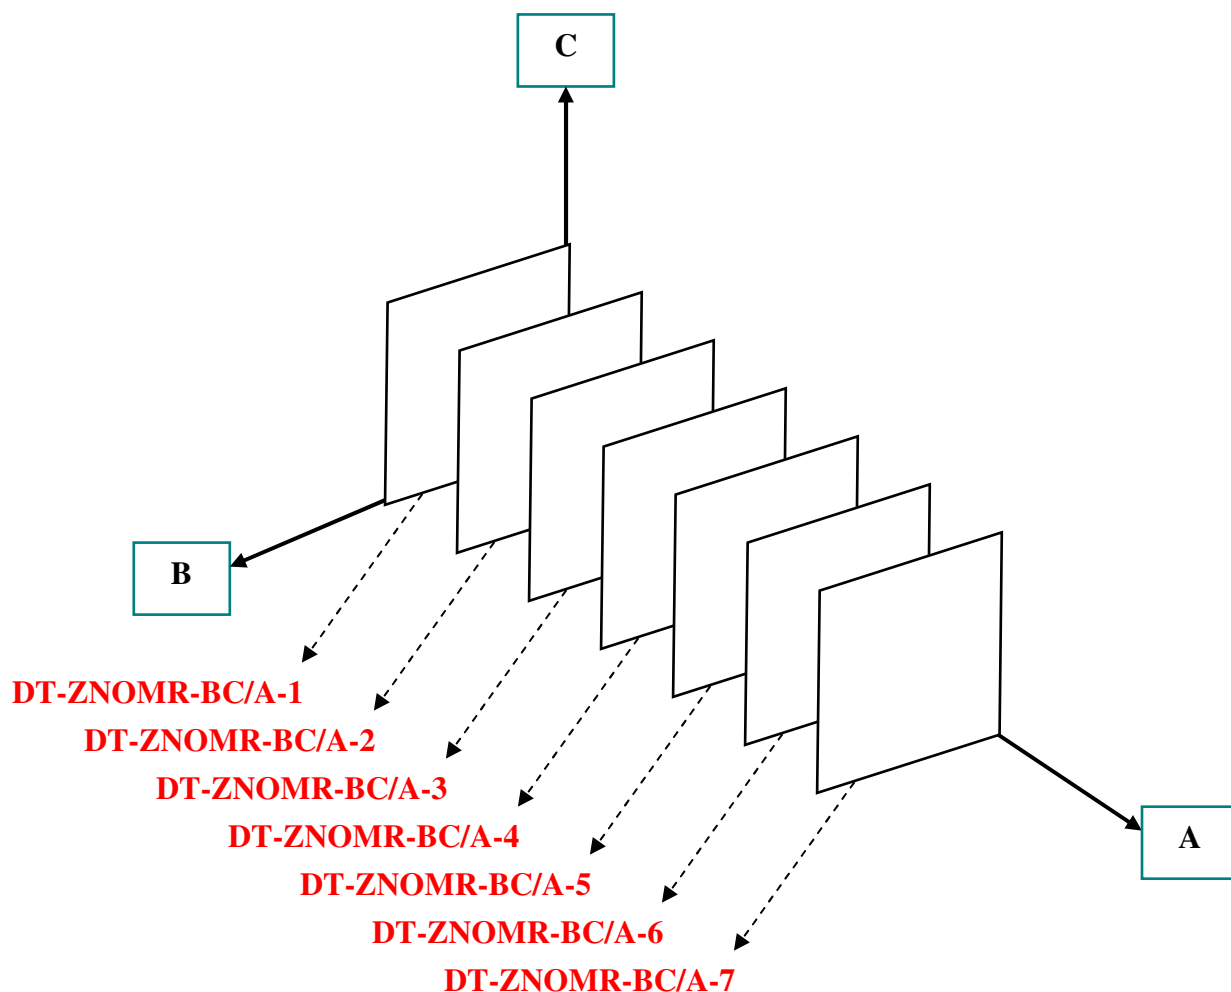 C
B
DT-ZNOMR-BC/A-1
DT-ZNOMR-BC/A-2
DT-ZNOMR-BC/A-3
DT-ZNOMR-BC/A-4
A
DT-ZNOMR-BC/A-5
DT-ZNOMR-BC/A-6
DT-ZNOMR-BC/A-7